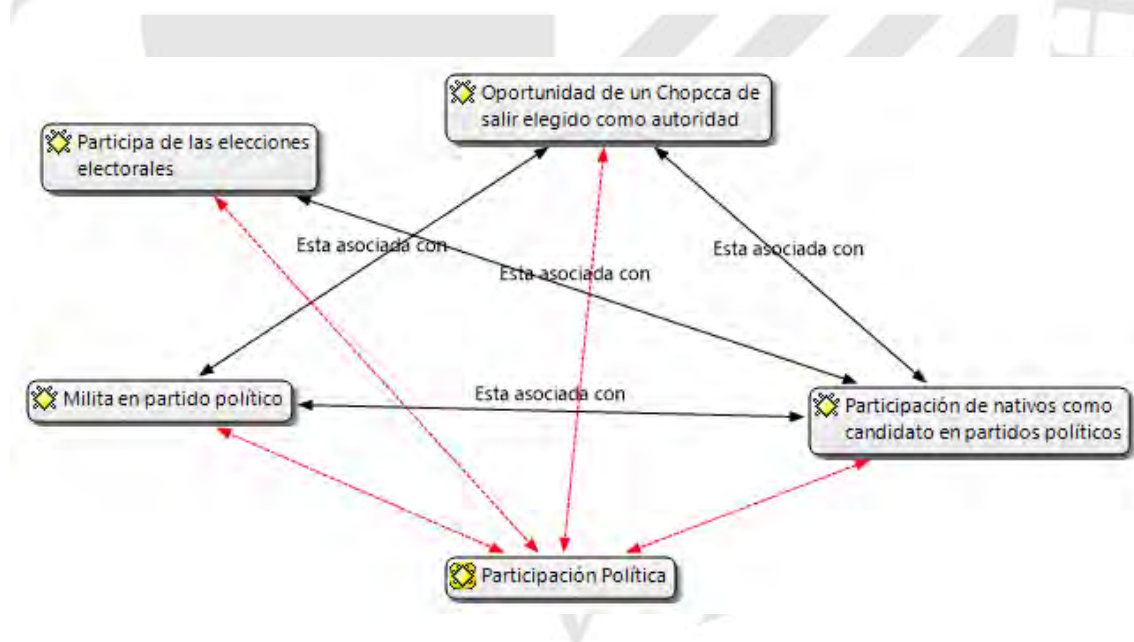 Oportunidad de un Chopcca de
salir elegido como autoridad
Participa de las elecciones
electorales
Esta asociada con
Esta asociada con
Esta asociada con
Milita en partido político
Esta asociada con
Participación de nativos como
candidato en partidos políticos
Participación Política